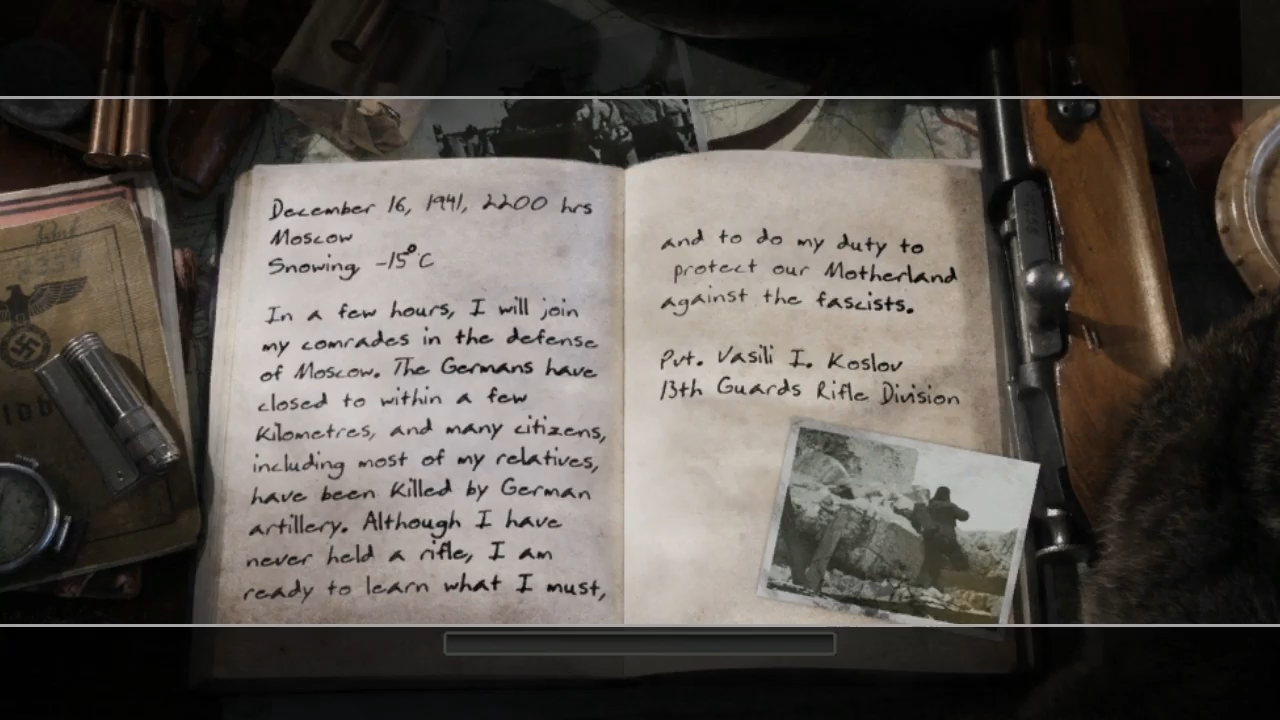 December 16, 1941, 2200 hrs
Moscow
Snowing, -15°C
In a few hours, I will join
my comrades in the defense
of Moscow. The Germans have
closed to within a few
kilometres, and many citizens,
including most of my relatives,
have been killed by German
artillery. Although I have
never held a rifle, I am
ready to learn what I must,
and to do my duty to
protect our Motherland
against the fascists.
Pvt. Vasili I. Koslov
13th Guards Rifle Division